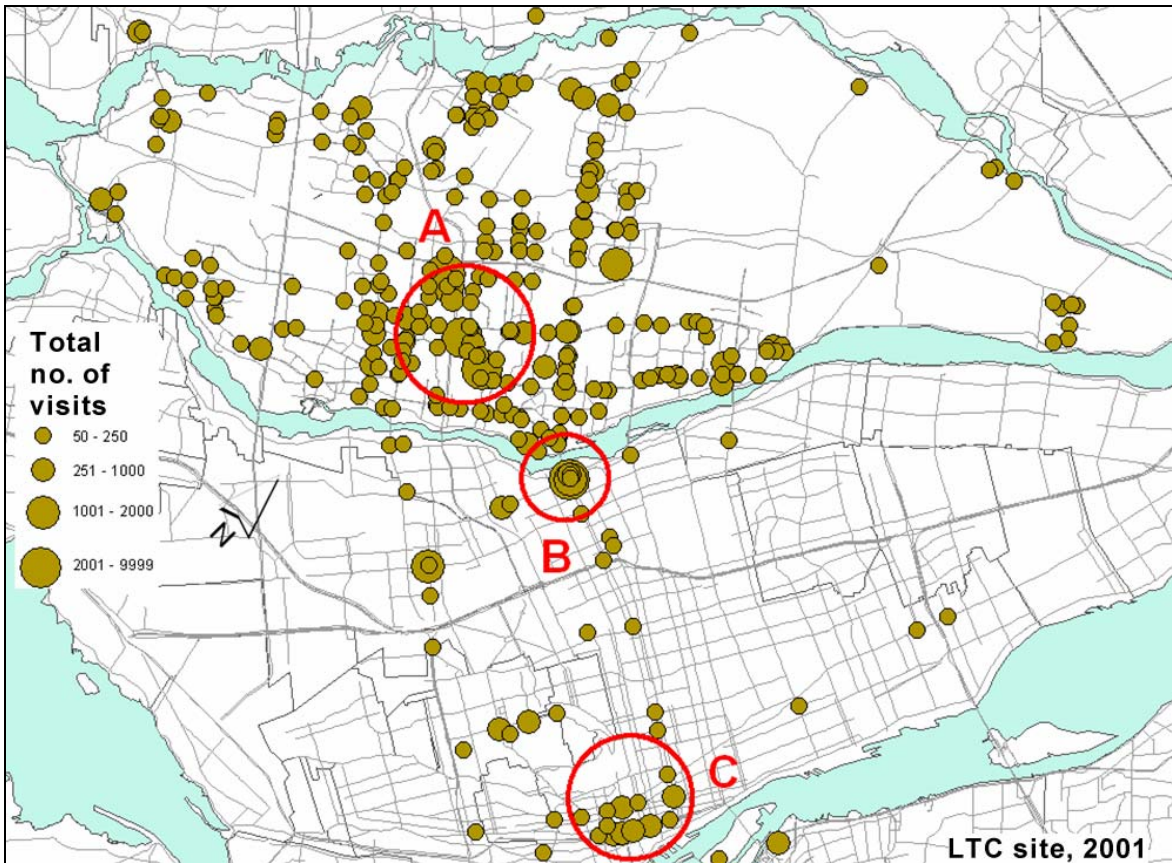 A
Total
no. of
visits
50 - 250
251 - 1000
1001 - 2000
2001 - 9999
N
B
C
LTC site, 2001